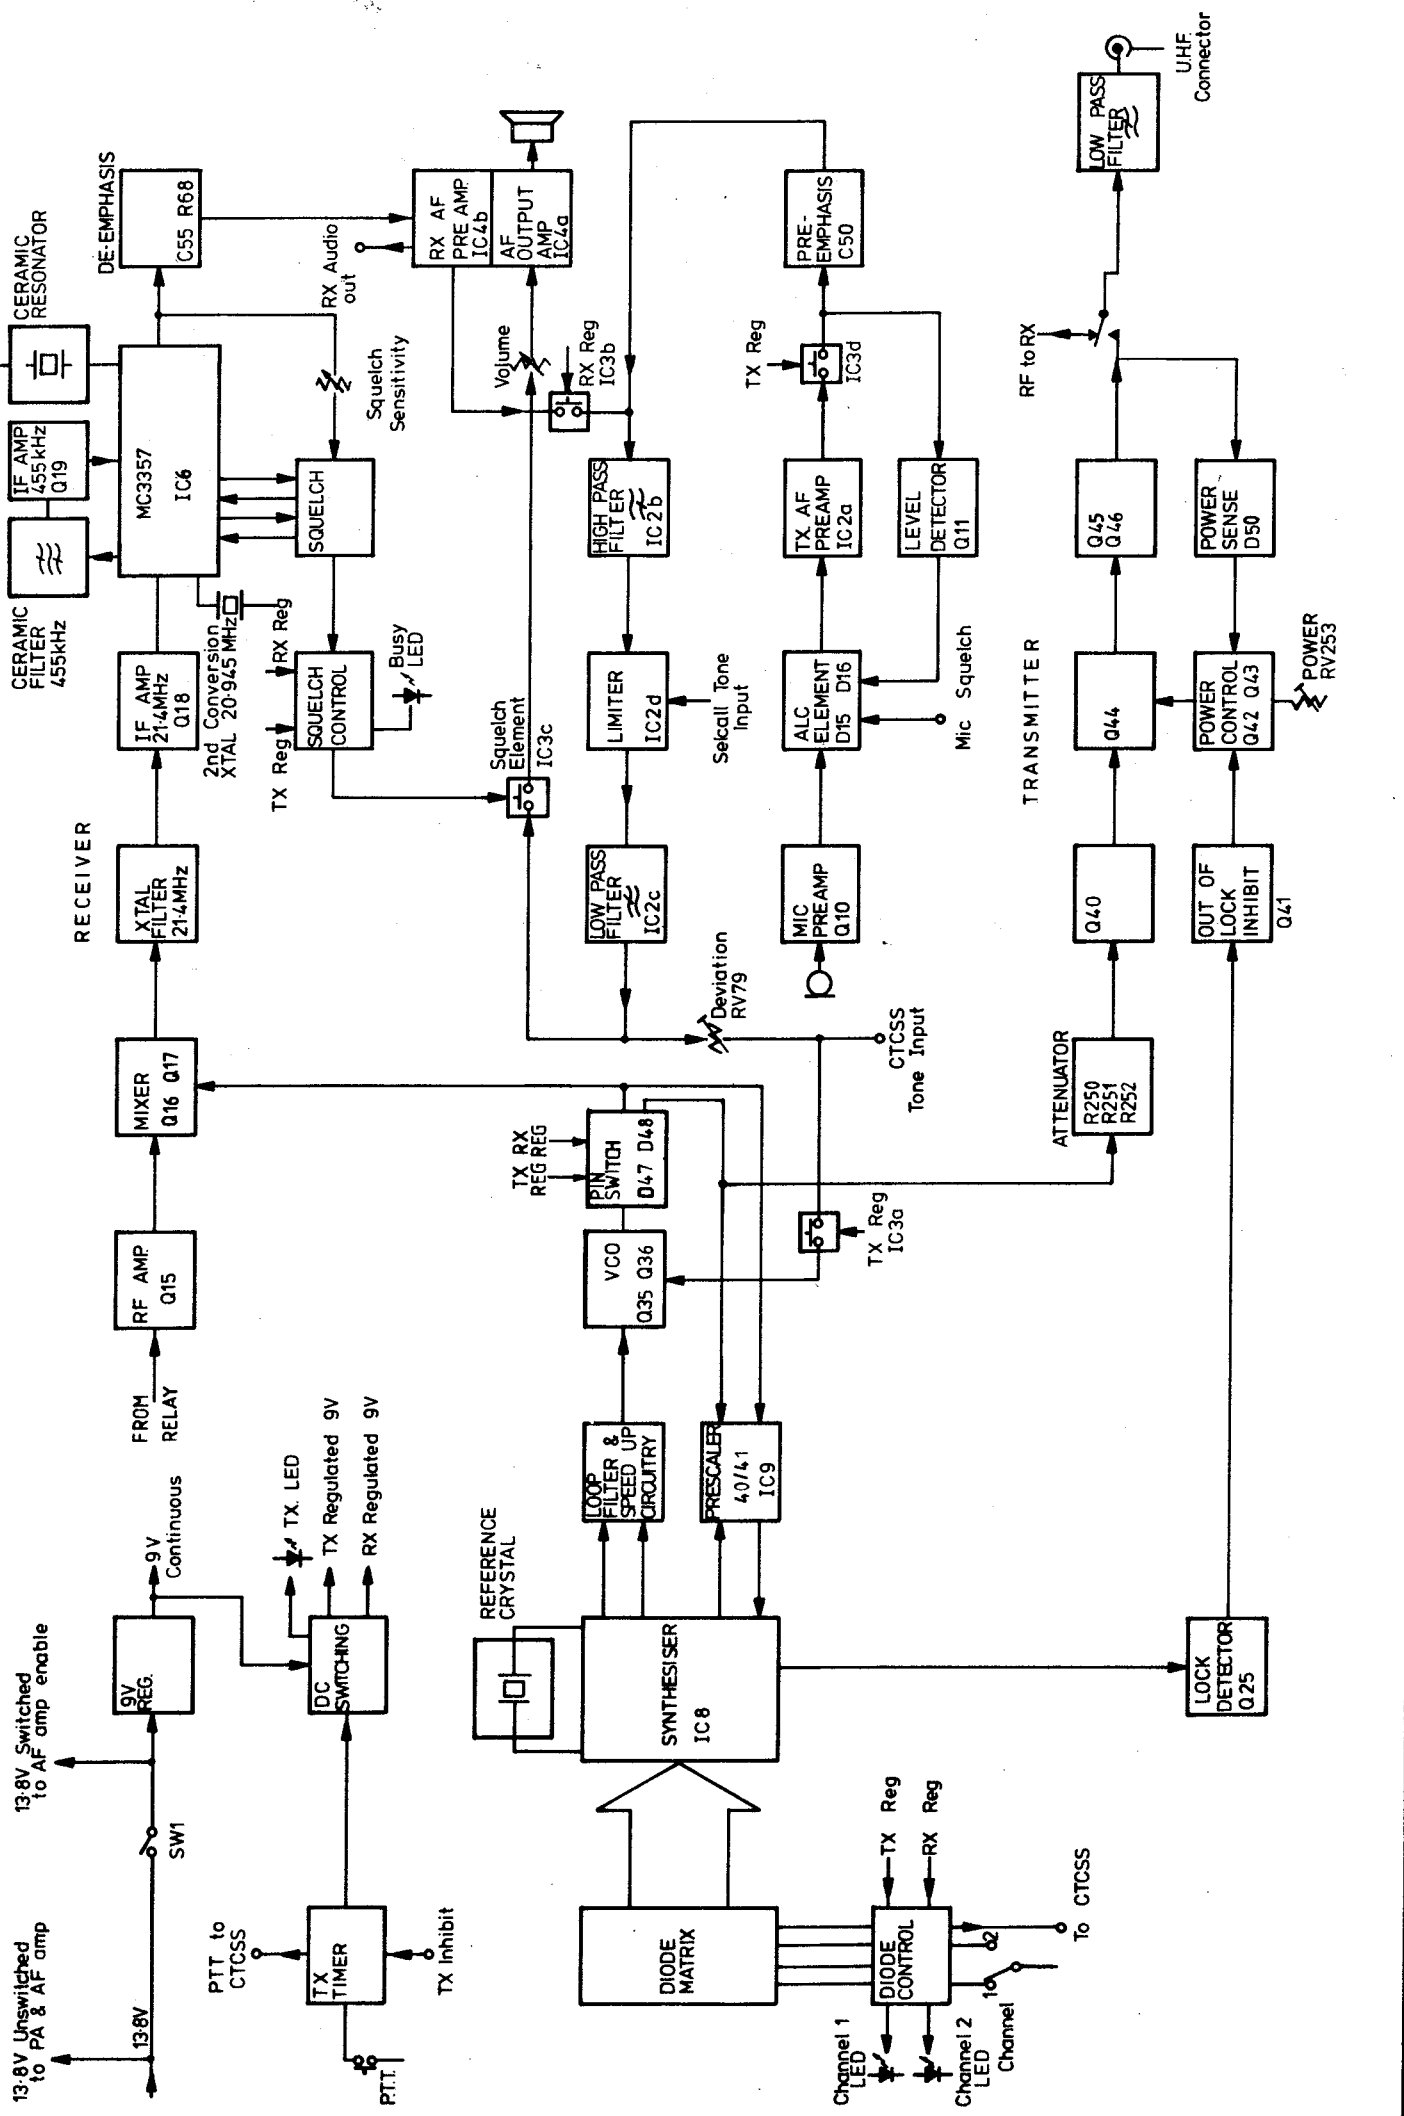 13·8V Unswitched
to PA & AF amp
13·8V
SW1
13·8V Switched
to AF amp enable
9V
REG.
9V
Continuous
PTT to
CTCSS
TX
TIMER
TX Inhibit
P.T.T.
DC
SWITCHING
TX. LED
TX Regulated 9V
RX Regulated 9V
RECEIVER
FROM
RELAY
RF AMP.
Q15
MIXER
Q16 Q17
XTAL
FILTER
21·4MHz
IF AMP
21·4MHz
Q18
2nd Conversion
XTAL 20·945 MHz
CERAMIC
FILTER
455kHz
IF AMP
455kHz
Q19
MC3357
IC6
CERAMIC
RESONATOR
DE-EMPHASIS
C55 R68
TX Reg
RX Reg
SQUELCH
CONTROL
Busy
LED
SQUELCH
Squelch
Sensitivity
RX Audio
out
RX AF
PRE AMP.
IC4b
AF
OUTPUT
AMP
IC4a
Squelch
Element
IC3c
Volume
RX Reg
IC3b
REFERENCE
CRYSTAL
SYNTHESISER
IC8
LOOP
FILTER &
SPEED UP
CIRCUITRY
PRESCALER
40/41
IC9
VCO
Q35 Q36
TX RX
REG REG
PIN
SWITCH
D47 D48
LOW PASS
FILTER
IC2c
LIMITER
IC2d
HIGH PASS
FILTER
IC2b
Selcall Tone
Input
Deviation
RV79
CTCSS
Tone Input
TX Reg
IC3a
MIC
PREAMP
Q10
ALC
ELEMENT
D15 D16
Mic Squelch
TX. AF
PREAMP
IC2a
TX Reg
IC3d
PRE-
EMPHASIS
C50
LEVEL
DETECTOR
Q11
DIODE
MATRIX
Channel 1
LED
Channel 2
LED
DIODE
CONTROL
TX Reg
RX Reg
1
2
Channel
To CTCSS
LOCK
DETECTOR
Q25
TRANSMITTER
ATTENUATOR
R250
R251
R252
Q40
Q44
Q45
Q46
RF to RX
LOW PASS
FILTER
U.H.F.
Connector
OUT OF
LOCK
INHIBIT
Q41
POWER
CONTROL
Q42 Q43
POWER
RV253
POWER
SENSE
D50